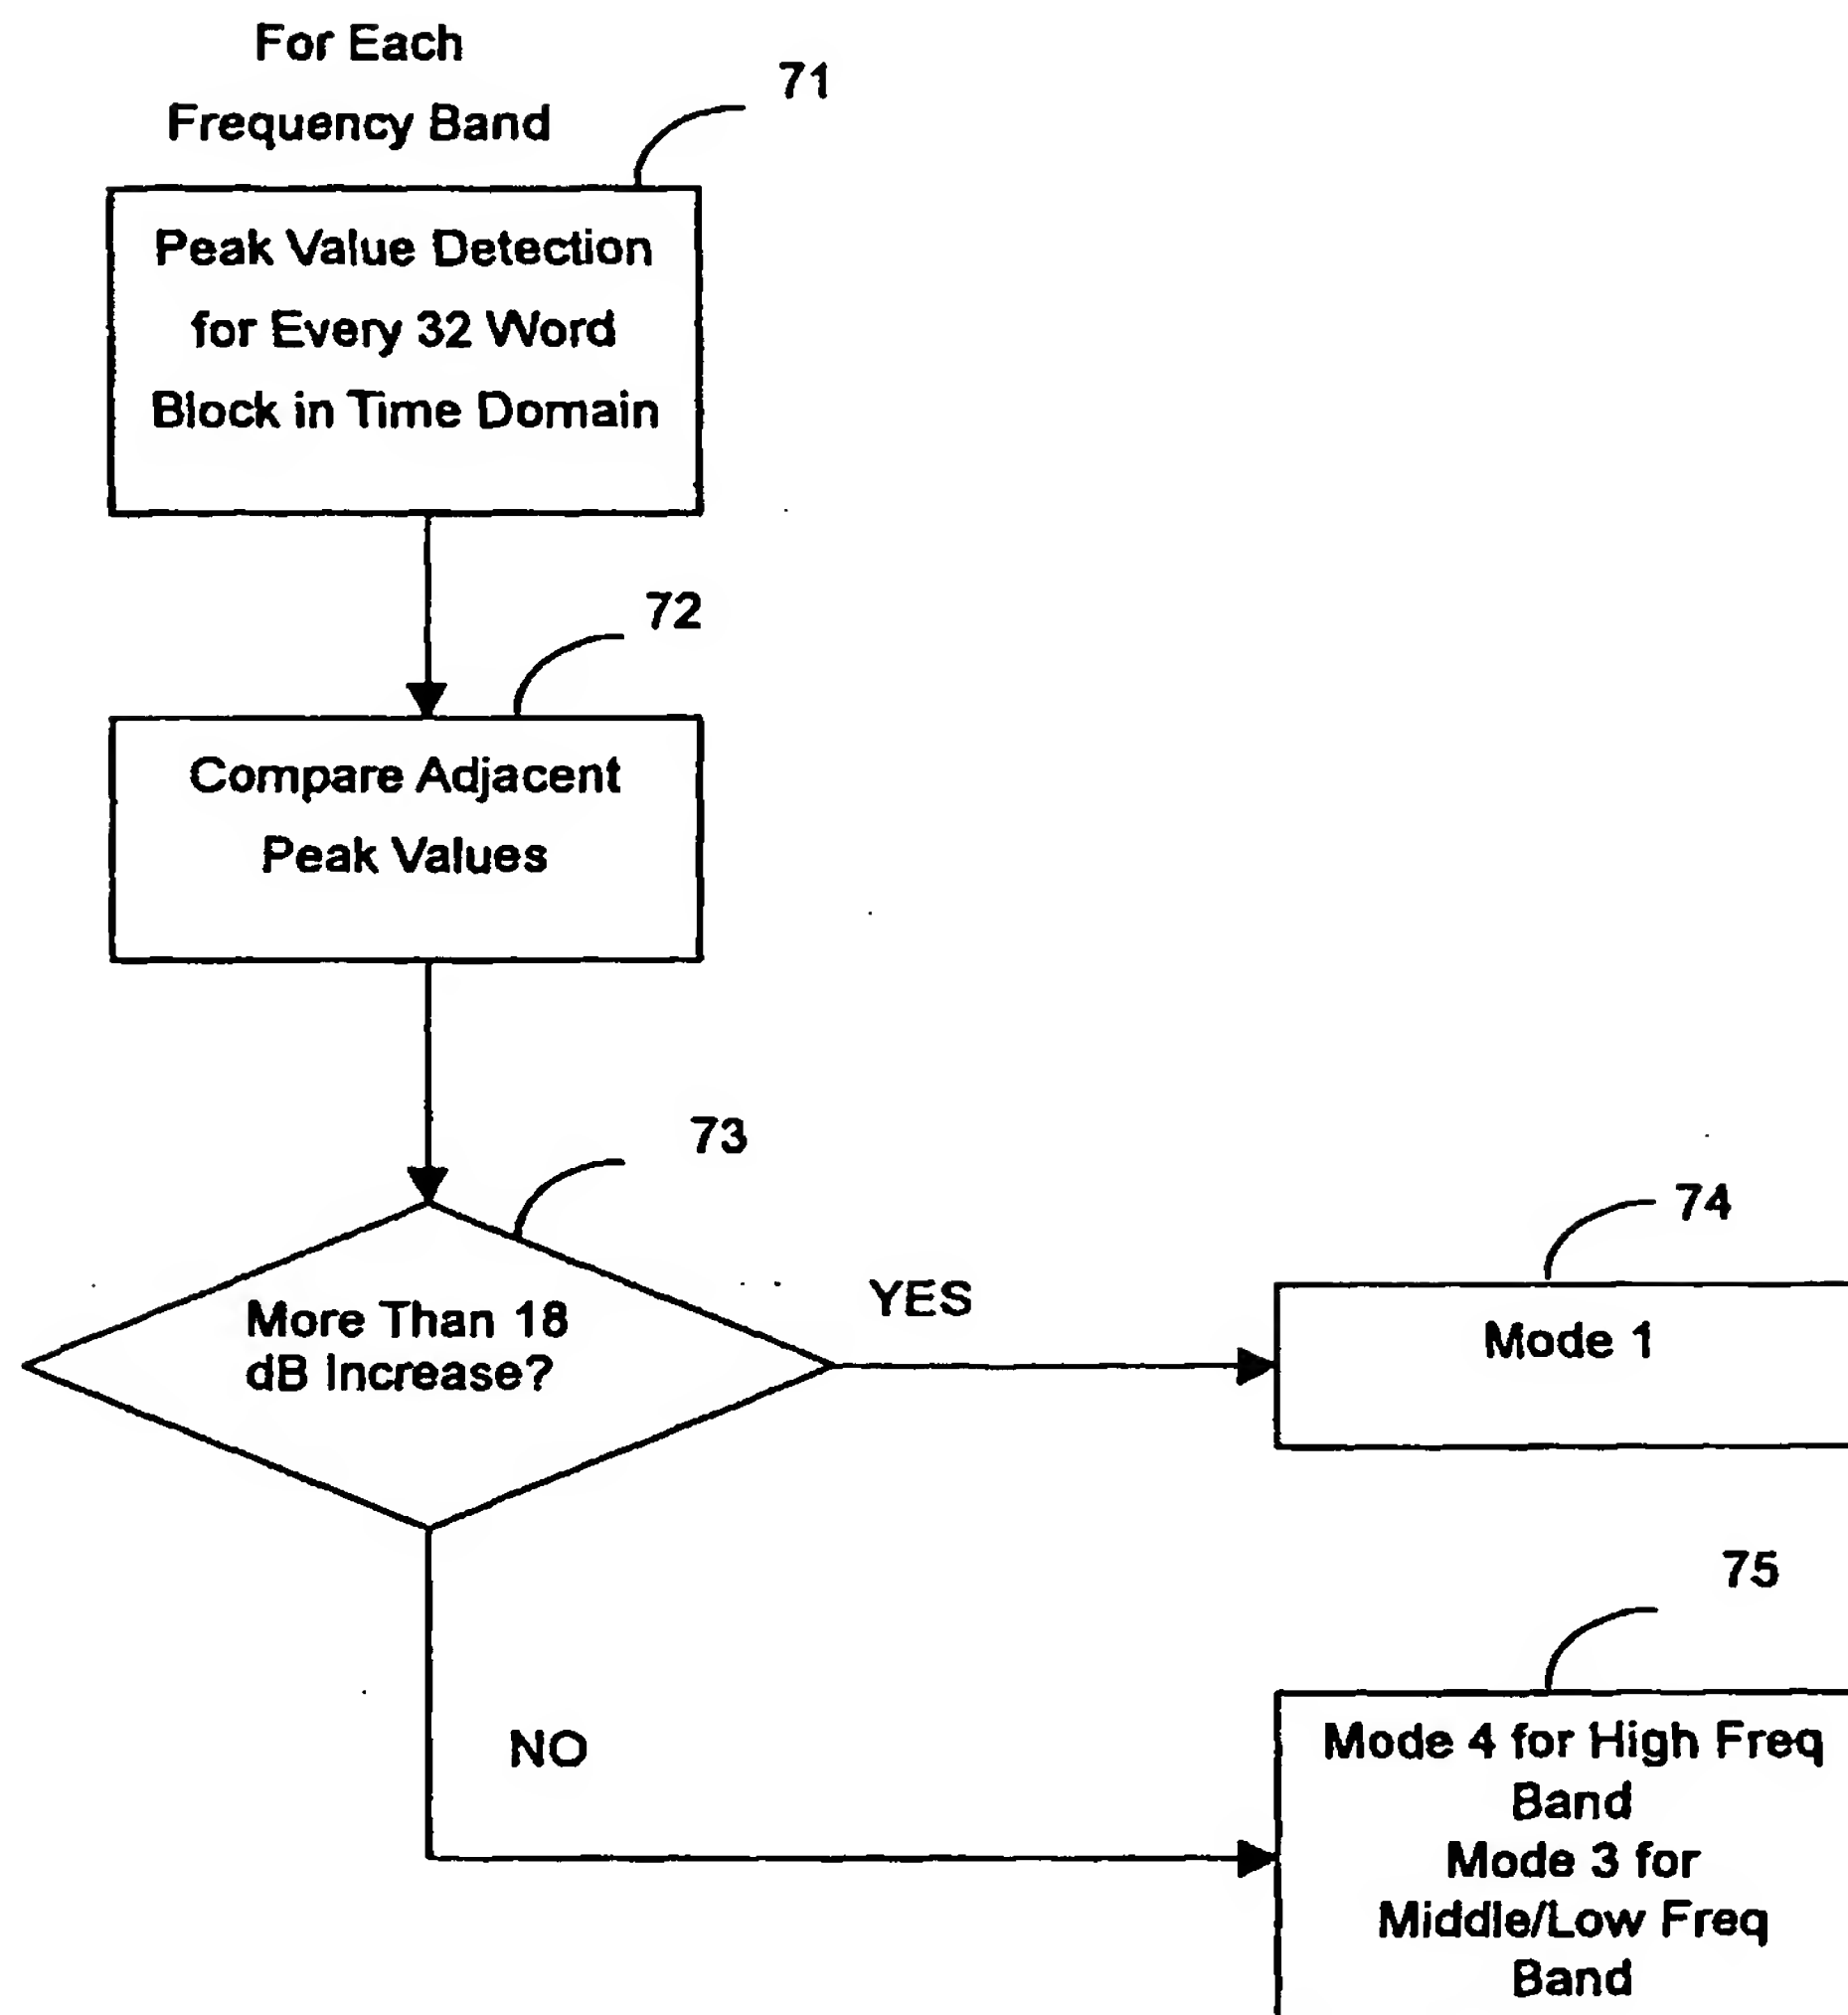 For Each
Frequency Band
71
Peak Value Detection
for Every 32 Word
Block in Time Domain
72
Compare Adjacent
Peak Values
73
More Than 18
dB Increase?
YES
74
Mode 1
75
NO
Mode 4 for High Freq
Band
Mode 3 for
Middle/Low Freq
Band